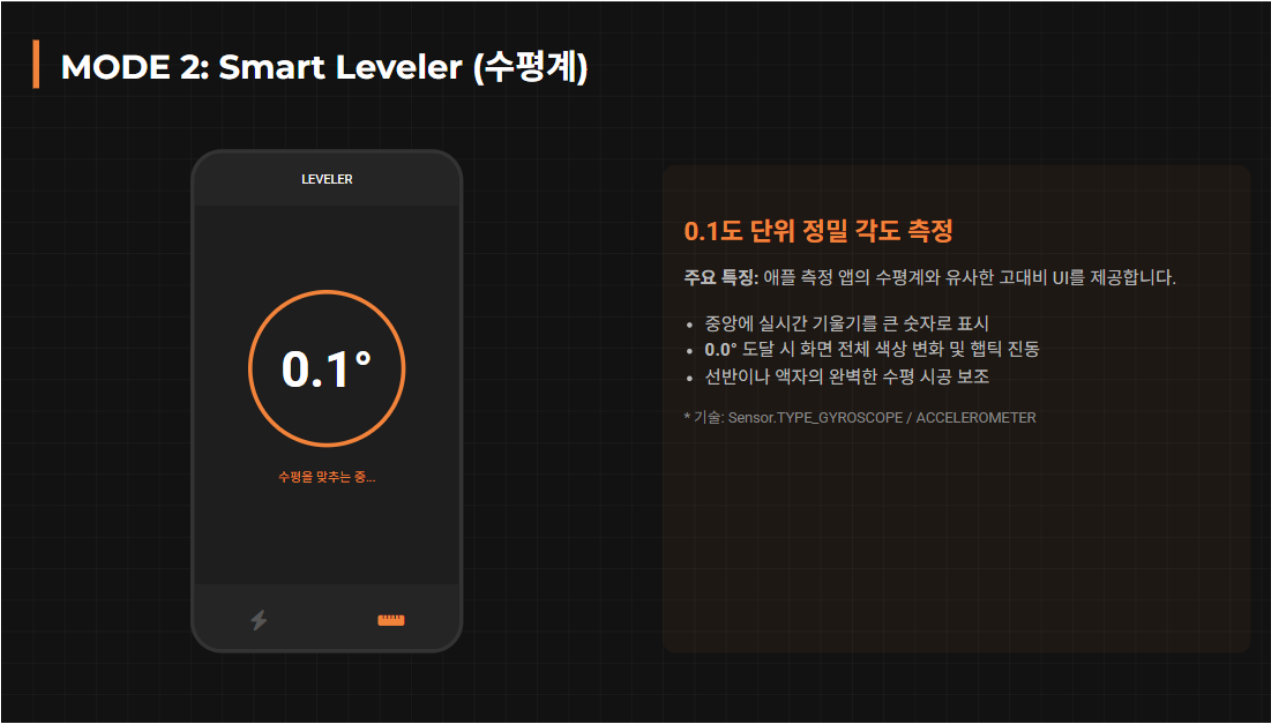 MODE 2: Smart Leveler (수평계)
LEVELER
0.1°
수평을 맞추는 중...
0.1도 단위 정밀 각도 측정
주요 특징: 애플 측정 앱의 수평계와 유사한 고대비 UI를 제공합니다.
• 중앙에 실시간 기울기를 큰 숫자로 표시
• 0.0° 도달 시 화면 전체 색상 변화 및 햅틱 진동
• 선반이나 액자의 완벽한 수평 시공 보조
* 기술: Sensor.TYPE_GYROSCOPE / ACCELEROMETER